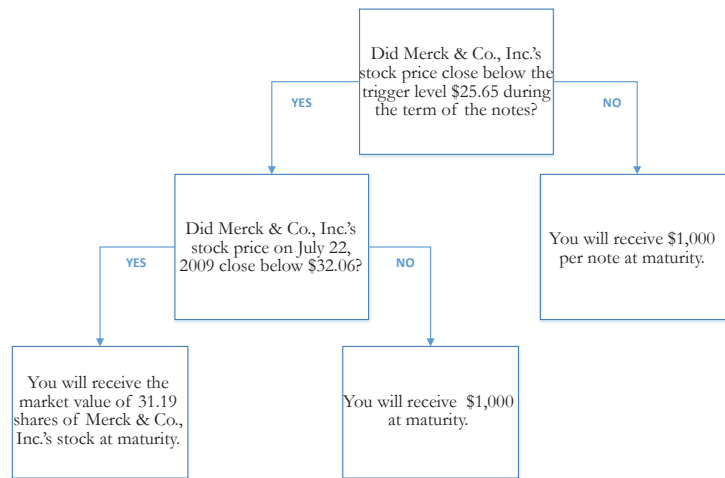 Did Merck & Co., Inc.'s
stock price close below the
trigger level $25.65 during
the term of the notes?
YES
NO
Did Merck & Co., Inc.'s
stock price on July 22,
2009 close below $32.06?
You will receive $1,000
per note at maturity.
YES
NO
You will receive the
market value of 31.19
shares of Merck & Co.,
Inc.'s stock at maturity.
You will receive $1,000
at maturity.